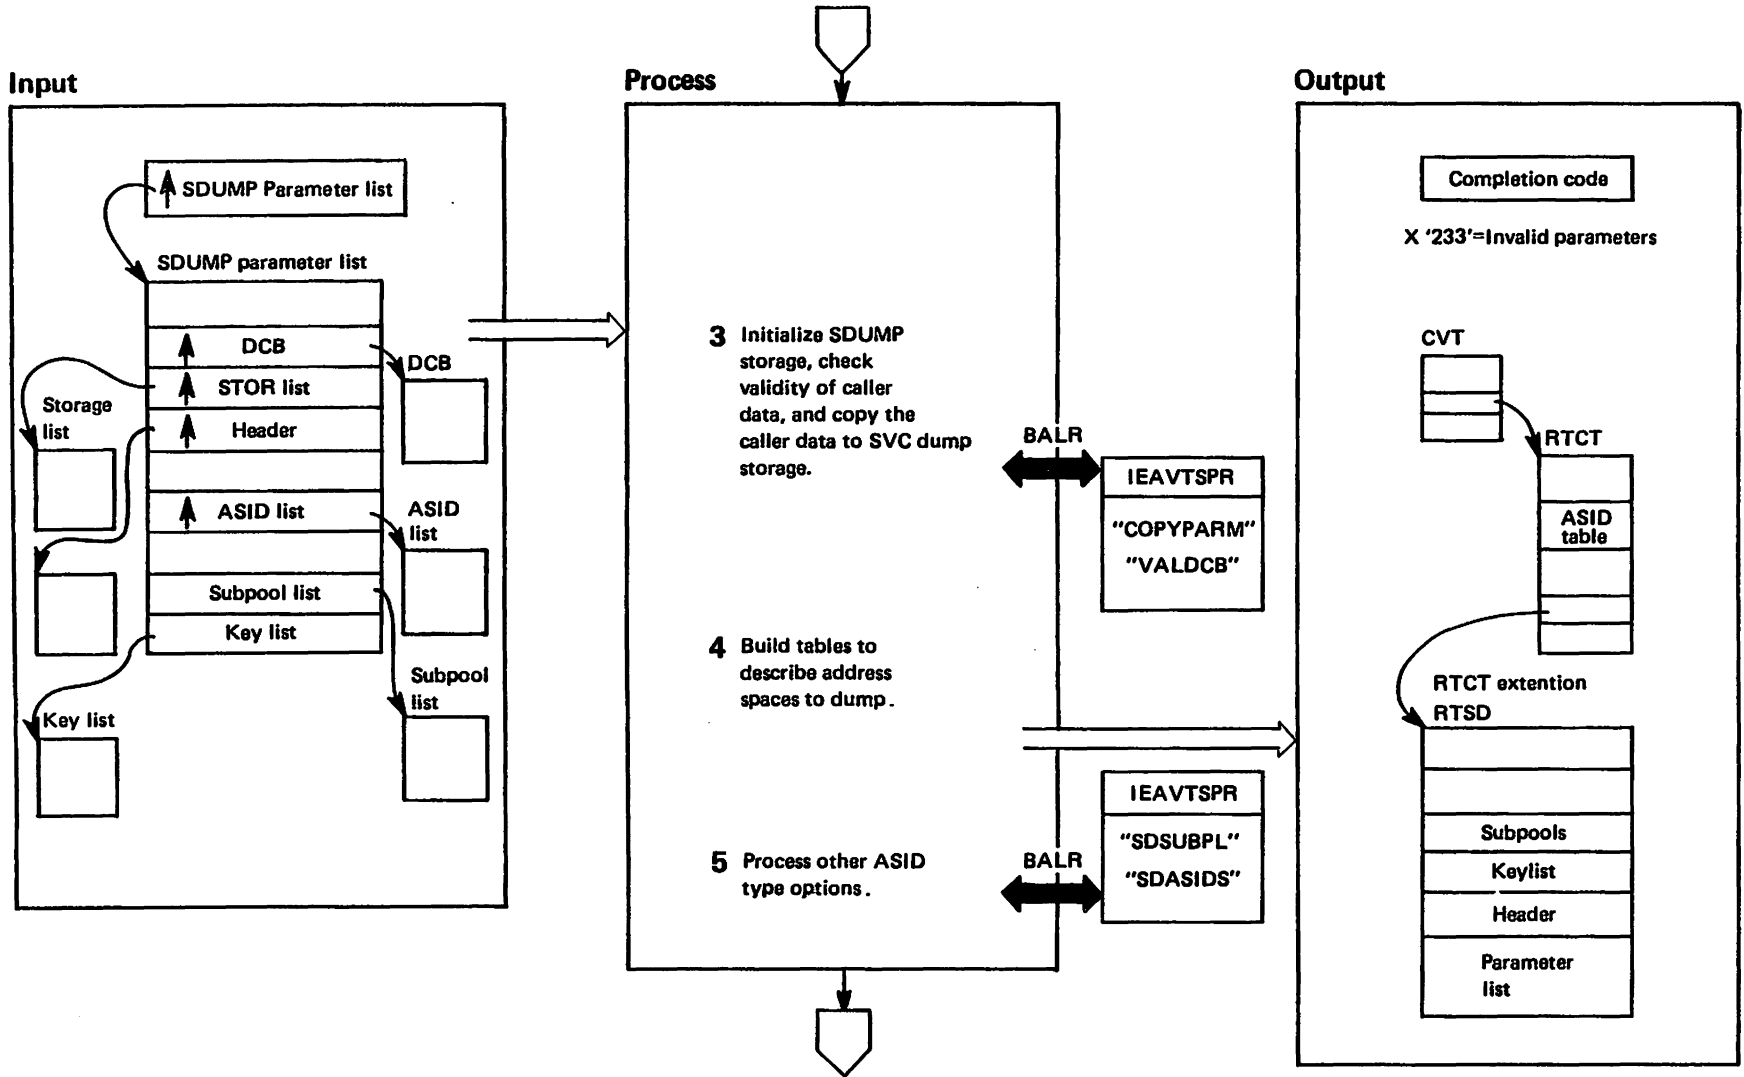 Input
SDUMP Parameter list
SDUMP parameter list
DCB
STOR list
Header
ASID list
Subpool list
Key list
Storage
list
Key list
DCB
ASID
list
Subpool
list
Process
3 Initialize SDUMP
storage, check
validity of caller
data, and copy the
caller data to SVC dump
storage.
BALR
IEAVTSPR
"COPYPARM"
"VALDCB"
4 Build tables to
describe address
spaces to dump.
5 Process other ASID
type options.
BALR
IEAVTSPR
"SDSUBPL"
"SDASIDS"
Output
Completion code
X '233'=Invalid parameters
CVT
RTCT
ASID
table
RTCT extention
RTSD
Subpools
Keylist
Header
Parameter
list